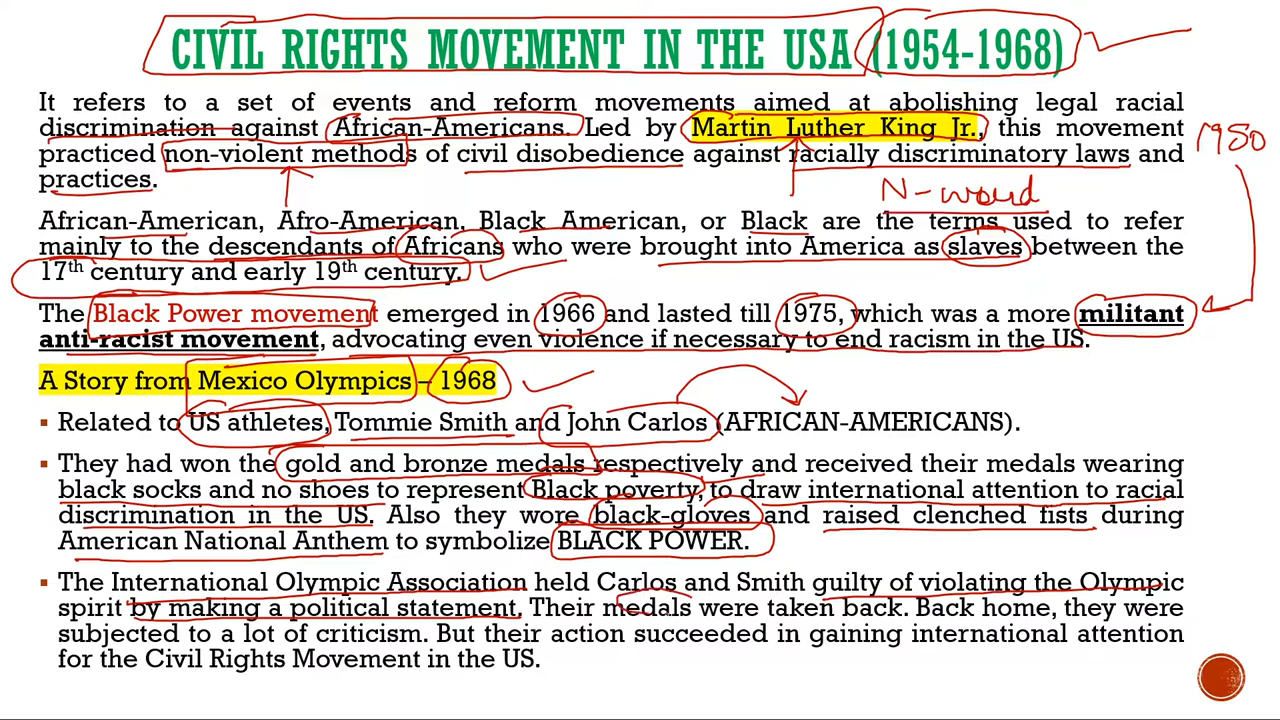 CIVIL RIGHTS MOVEMENT IN THE USA (1954-1968)
It refers to a set of events and reform movements aimed at abolishing legal racial
discrimination against African-Americans. Led by Martin Luther King Jr., this movement
1950
practiced non-violent methods of civil disobedience against racially discriminatory laws and
practices.
N-word
African-American, Afro-American, Black American, or Black are the terms used to refer
mainly to the descendants of Africans who were brought into America as slaves between the
17th century and early 19th century.
The Black Power movement emerged in 1966 and lasted till 1975, which was a more militant
anti-racist movement, advocating even violence if necessary to end racism in the US.
A Story from Mexico Olympics – 1968
▪ Related to US athletes, Tommie Smith and John Carlos (AFRICAN-AMERICANS).
▪ They had won the gold and bronze medals respectively and received their medals wearing
black socks and no shoes to represent Black poverty, to draw international attention to racial
discrimination in the US. Also they wore black-gloves and raised clenched fists during
American National Anthem to symbolize BLACK POWER.
▪ The International Olympic Association held Carlos and Smith guilty of violating the Olympic
spirit by making a political statement. Their medals were taken back. Back home, they were
subjected to a lot of criticism. But their action succeeded in gaining international attention
for the Civil Rights Movement in the US.